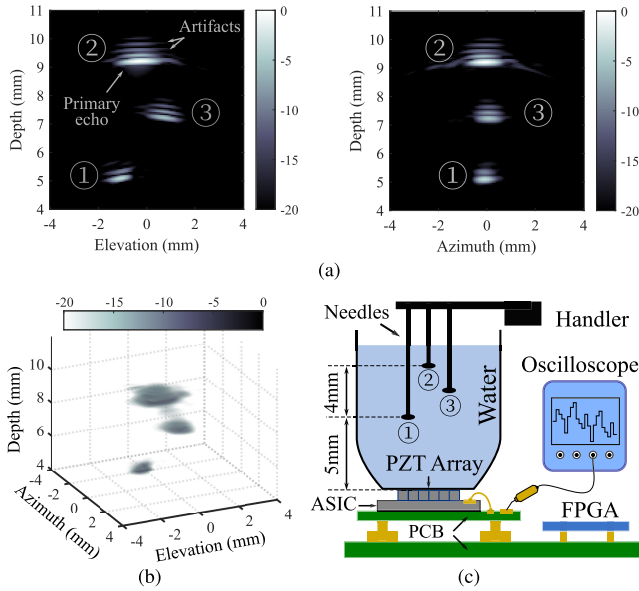 11
10
9
8
7
6
5
4
Depth (mm)
② Artifacts
Primary
echo
③
①
-4 -2 0 2 4
Elevation (mm)
0
-5
-10
-15
-20
11
10
9
8
7
6
5
4
Depth (mm)
②
③
①
-4 -2 0 2 4
Azimuth (mm)
0
-5
-10
-15
-20
(a)
-20 -15 -10 -5 0
10
8
6
4
Depth (mm)
-4
-2
0
2
4
Azimuth (mm)
-4 -2 0 2 4
Elevation (mm)
(b)
Needles
Handler
Oscilloscope
4mm
②
③
①
Water
5mm
PZT Array
ASIC
PCB
FPGA
(c)